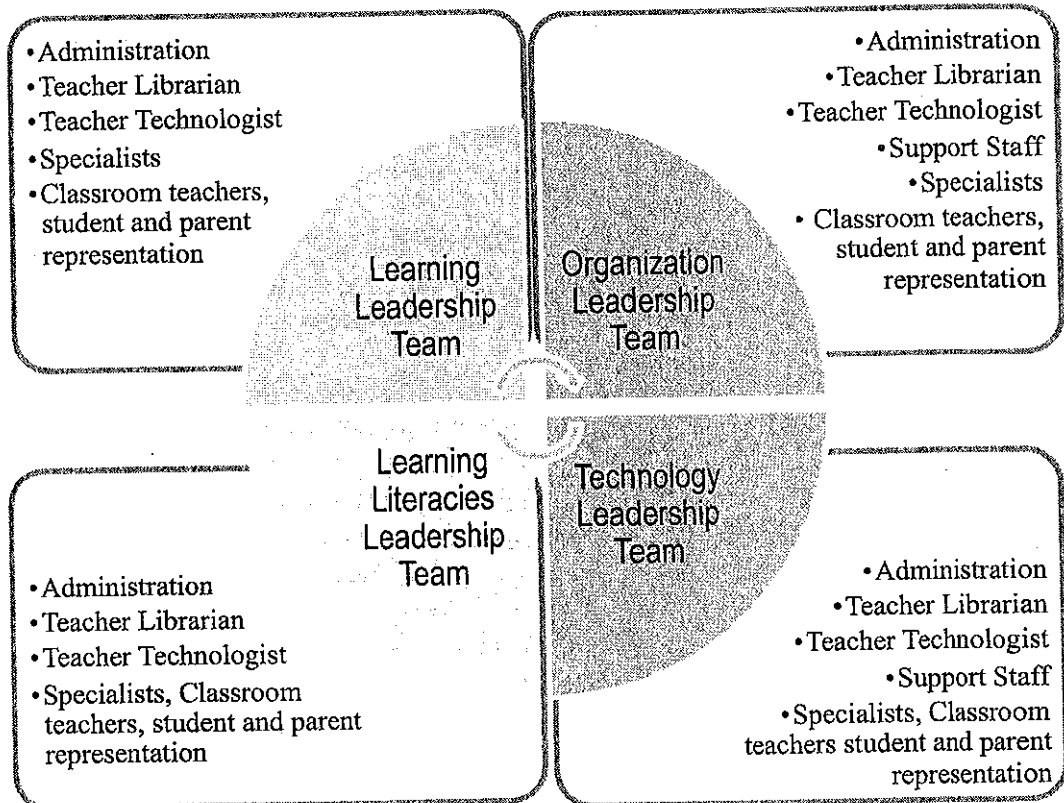 •Administration
•Teacher Librarian
•Teacher Technologist
•Specialists
•Classroom teachers,
student and parent
representation
•Administration
•Teacher Librarian
•Teacher Technologist
•Support Staff
•Specialists
• Classroom teachers,
student and parent
representation
Learning
Leadership
Team
Organization
Leadership
Team
Learning
Literacies
Leadership
Team
Technology
Leadership
Team
•Administration
•Teacher Librarian
•Teacher Technologist
•Specialists, Classroom
teachers, student and parent
representation
•Administration
•Teacher Librarian
•Teacher Technologist
•Support Staff
•Specialists, Classroom
teachers student and parent
representation